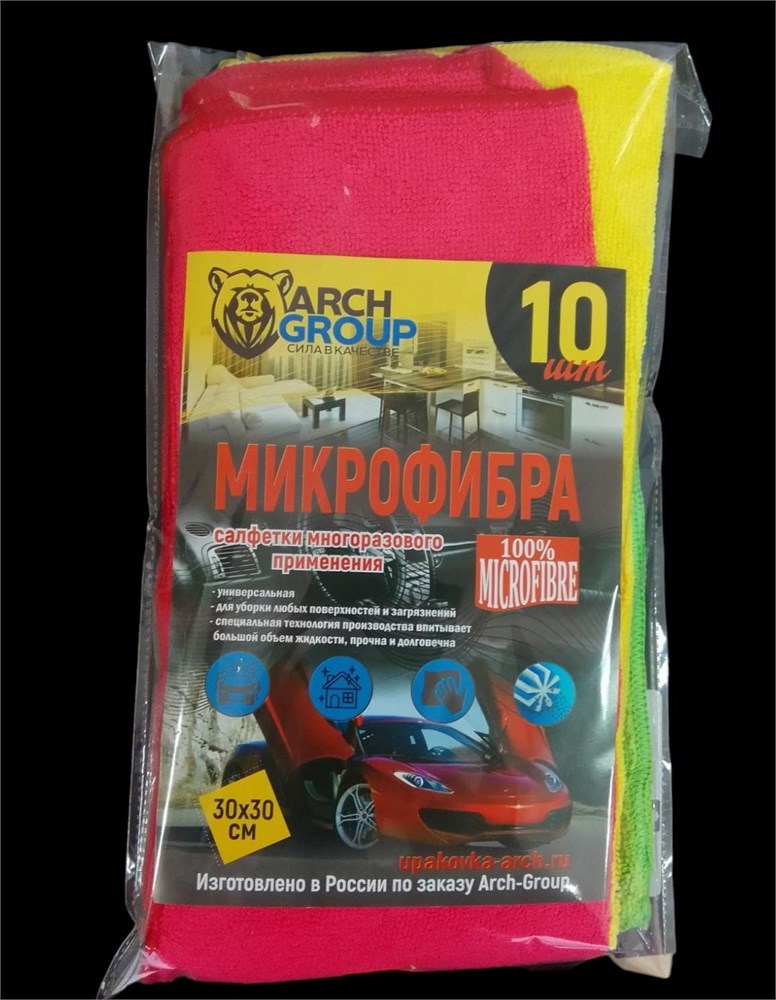 ARCH
GROUP
СИЛА В КАЧЕСТВЕ
10
шт
МИКРОФИБРА
салфетки многоразового
применения
100%
MICROFIBRE
- универсальная
- для уборки любых поверхностей и загрязнений
- специальная технология производства впитывает
большой объем жидкости, прочна и долговечна
30х30
СМ
upakovka-arch.ru
Изготовлено в России по заказу Arch-Group